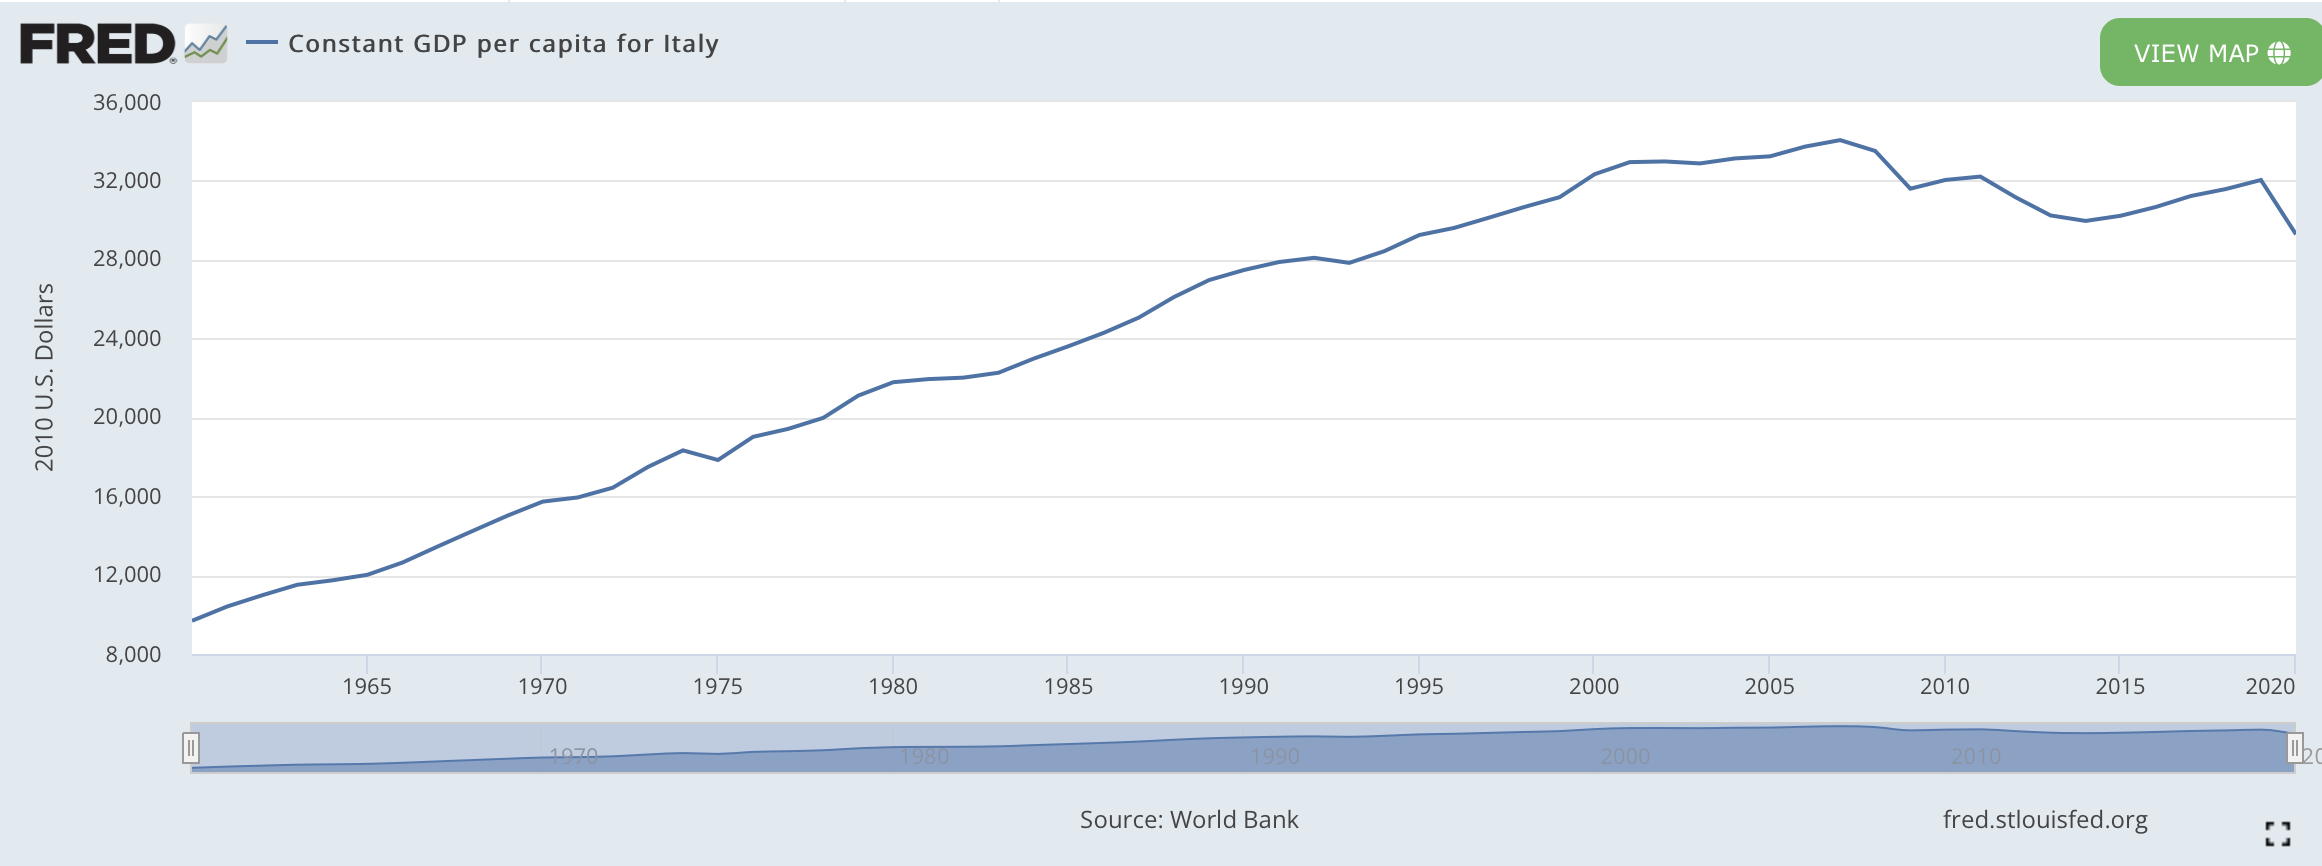 FRED® Constant GDP per capita for Italy
VIEW MAP
36,000
32,000
28,000
24,000
20,000
16,000
12,000
8,000
2010 U.S. Dollars
1965 1970 1975 1980 1985 1990 1995 2000 2005 2010 2015 2020
1970 1980 1990 2000 2010 20
Source: World Bank fred.stlouisfed.org